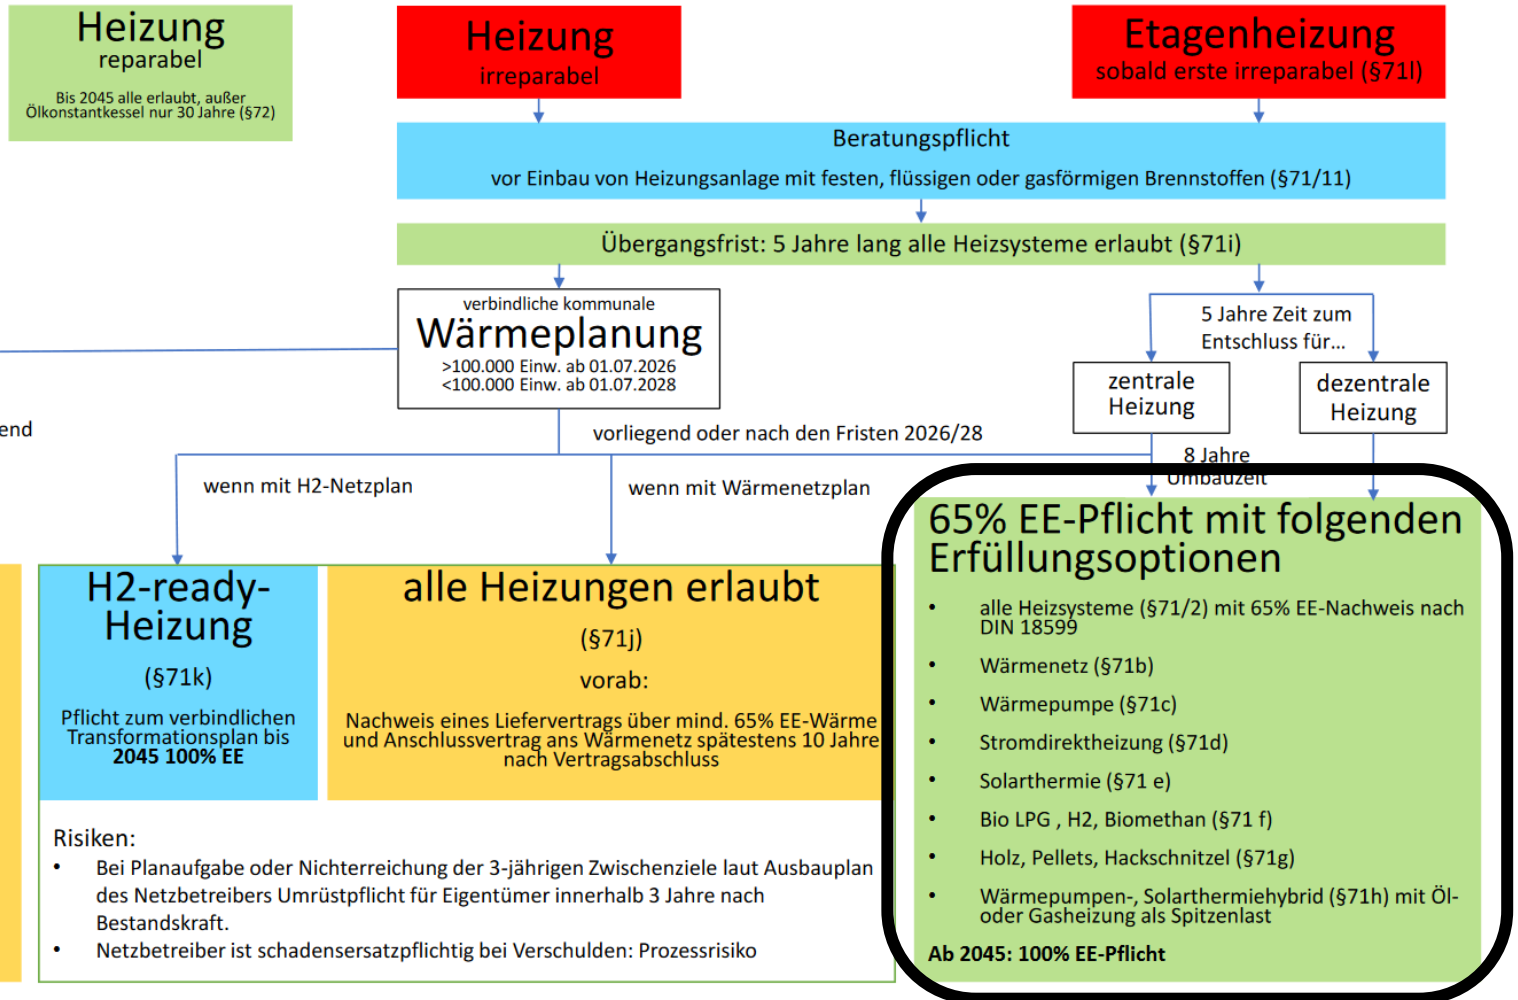 Heizung
reparabel
Bis 2045 alle erlaubt, außer
Ölkonstantkessel nur 30 Jahre (§72)
Heizung
irreparabel
Etagenheizung
sobald erste irreparabel (§71l)
Beratungspflicht
vor Einbau von Heizungsanlage mit festen, flüssigen oder gasförmigen Brennstoffen (§71/11)
Übergangsfrist: 5 Jahre lang alle Heizsysteme erlaubt (§71i)
verbindliche kommunale
Wärmeplanung
>100.000 Einw. ab 01.07.2026
<100.000 Einw. ab 01.07.2028
5 Jahre Zeit zum
Entschluss für...
zentrale
Heizung
dezentrale
Heizung
end
vorliegend oder nach den Fristen 2026/28
8 Jahre
Umbauzeit
wenn mit H2-Netzplan
wenn mit Wärmenetzplan
H2-ready-
Heizung
(§71k)
Pflicht zum verbindlichen
Transformationsplan bis
2045 100% EE
alle Heizungen erlaubt
(§71j)
vorab:
Nachweis eines Liefervertrags über mind. 65% EE-Wärme
und Anschlussvertrag ans Wärmenetz spätestens 10 Jahre
nach Vertragsabschluss
Risiken:
• Bei Planaufgabe oder Nichterreichung der 3-jährigen Zwischenziele laut Ausbauplan
des Netzbetreibers Umrüstpflicht für Eigentümer innerhalb 3 Jahre nach
Bestandskraft.
• Netzbetreiber ist schadensersatzpflichtig bei Verschulden: Prozessrisiko
65% EE-Pflicht mit folgenden
Erfüllungsoptionen
• alle Heizsysteme (§71/2) mit 65% EE-Nachweis nach
DIN 18599
• Wärmenetz (§71b)
• Wärmepumpe (§71c)
• Stromdirektheizung (§71d)
• Solarthermie (§71 e)
• Bio LPG , H2, Biomethan (§71 f)
• Holz, Pellets, Hackschnitzel (§71g)
• Wärmepumpen-, Solarthermiehybrid (§71h) mit Öl-
oder Gasheizung als Spitzenlast
Ab 2045: 100% EE-Pflicht